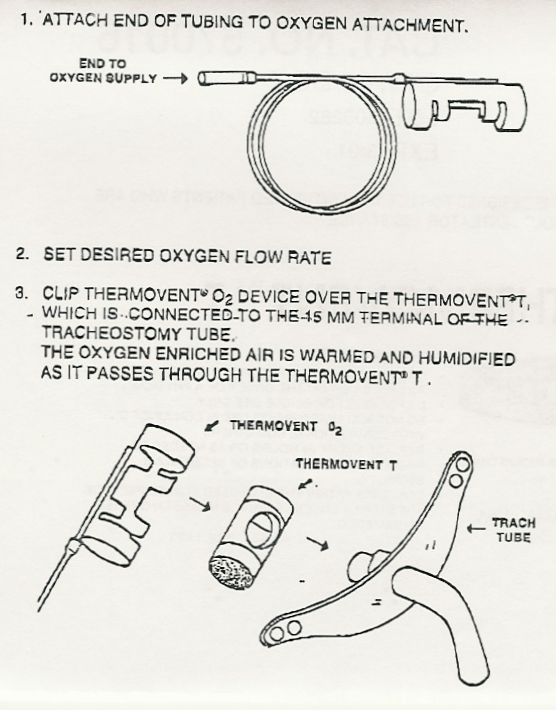 1. ATTACH END OF TUBING TO OXYGEN ATTACHMENT.
END TO
OXYGEN SUPPLY
2. SET DESIRED OXYGEN FLOW RATE
3. CLIP THERMOVENT® O2 DEVICE OVER THE THERMOVENT®T,
WHICH IS CONNECTED TO THE 15 MM TERMINAL OF THE
TRACHEOSTOMY TUBE.
THE OXYGEN ENRICHED AIR IS WARMED AND HUMIDIFIED
AS IT PASSES THROUGH THE THERMOVENT® T.
THERMOVENT O2
THERMOVENT T
TRACH
TUBE